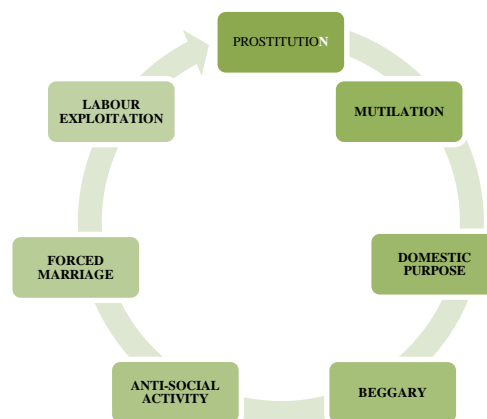 PROSTITUTION
MUTILATION
DOMESTIC
PURPOSE
BEGGARY
ANTI-SOCIAL
ACTIVITY
FORCED
MARRIAGE
LABOUR
EXPLOITATION